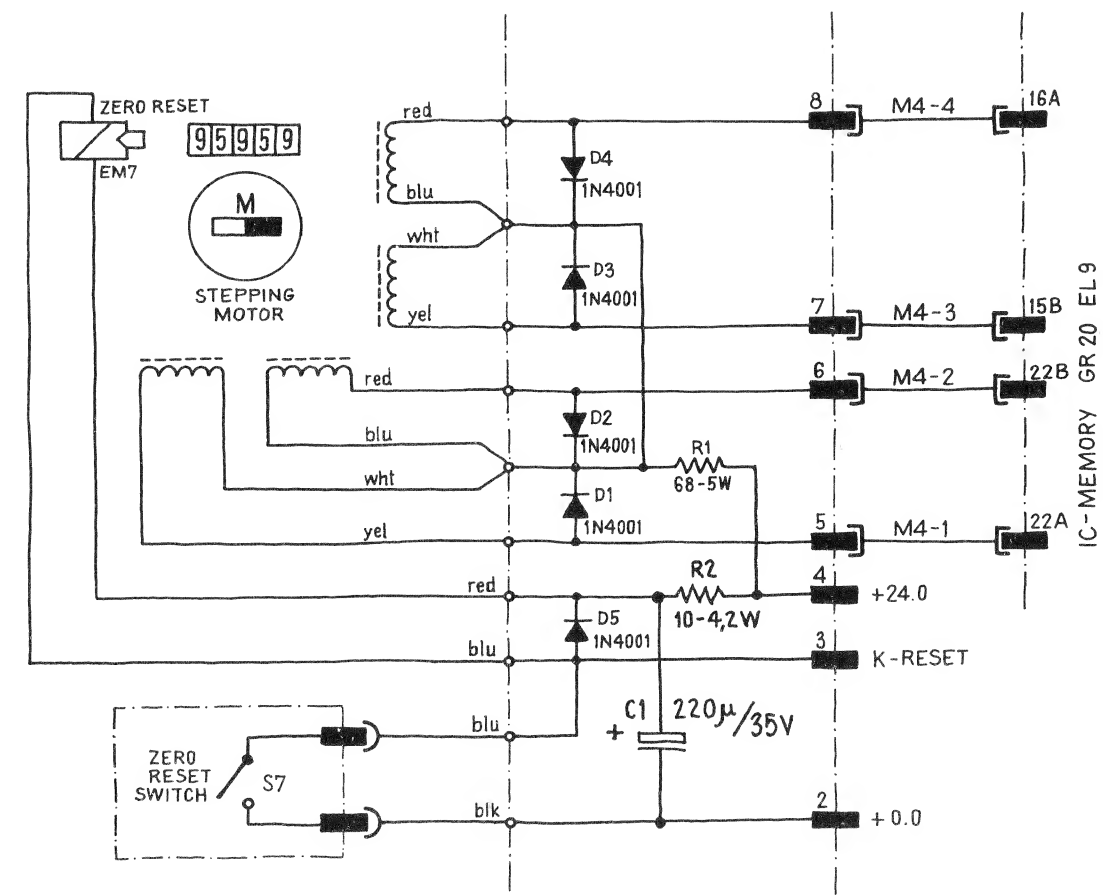 ZERO RESET
EM7
95959
M
STEPPING
MOTOR
red
blu
wht
yel
D4
1N4001
D3
1N4001
8
M4-4
16A
7
M4-3
15B
6
M4-2
22B
red
blu
wht
yel
D2
1N4001
D1
1N4001
R1
68-5W
5
M4-1
22A
IC-MEMORY GR 20 EL 9
red
R2
10-4,2W
4
+24.0
D5
1N4001
blu
3
K-RESET
C1 220µ/35V
+
ZERO
RESET
SWITCH
S7
blu
blk
2
+0.0